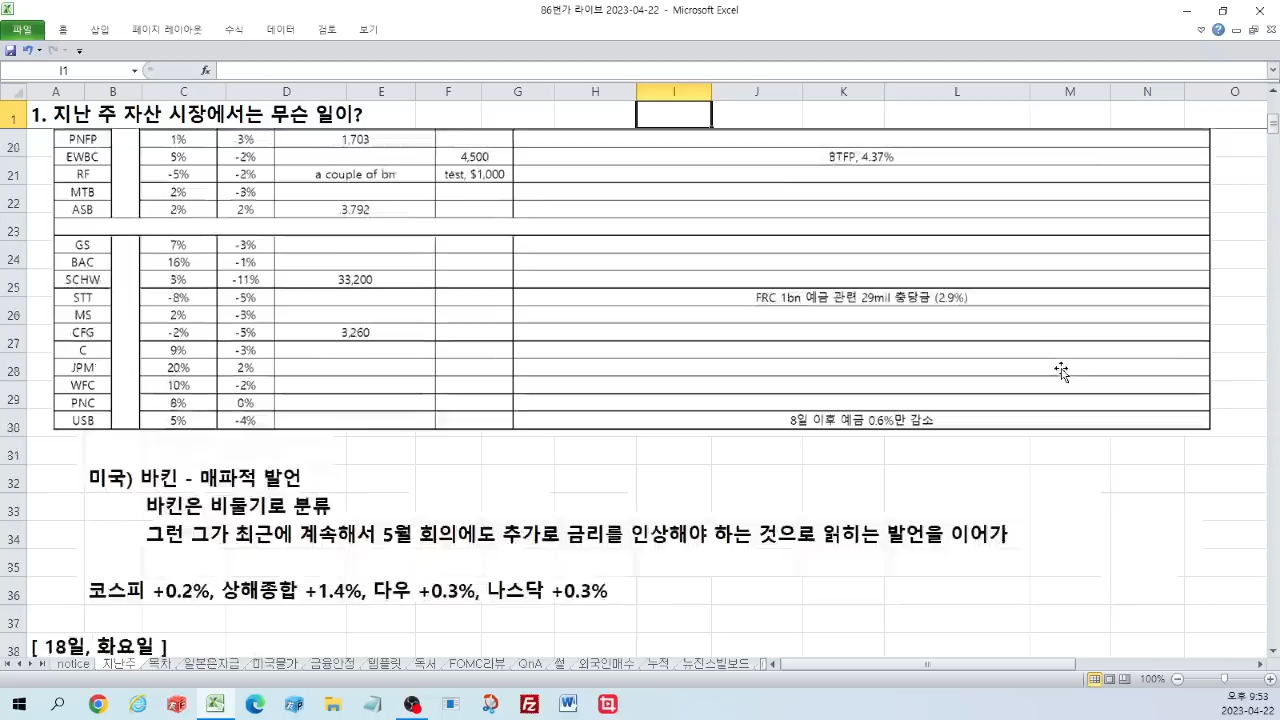 86번가 라이브 2023-04-22 - Microsoft Excel
파일 홈 삽입 페이지 레이아웃 수식 데이터 검토 보기
I1 fx
A B C D E F G H I J K L M N O
1 1. 지난 주 자산 시장에서는 무슨 일이?
20 PNFP 1% 3% 1,703
EWBC 5% -2% 4,500 BTFP, 4.37%
21 RF -5% -2% a couple of bn test, $1,000
22 MTB 2% -3%
ASB 2% 2% 3,792
23
24 GS 7% -3%
BAC 16% -1%
25 SCHW 3% -11% 33,200
STT -8% -5% FRC 1bn 예금 관련 29mil 충당금 (2.9%)
26 MS 2% -3%
27 CFG -2% -5% 3,260
C 9% -3%
28 JPM 20% 2%
29 WFC 10% -2%
PNC 8% 0%
30 USB 5% -4% 8일 이후 예금 0.6%만 감소
31
32 미국) 바킨 - 매파적 발언
33 바킨은 비둘기로 분류
34 그런 그가 최근에 계속해서 5월 회의에도 추가로 금리를 인상해야 하는 것으로 읽히는 발언을 이어가
35
36 코스피 +0.2%, 상해종합 +1.4%, 다우 +0.3%, 나스닥 +0.3%
37
38 [ 18일, 화요일 ]
notice 지난주 목차 일본은자금 미국물가 금융안정 템플릿 독서 FOMC리뷰 QnA 썰 외국인매수 누적 뉴진스빌보드
100%
오후 9:53
2023-04-22